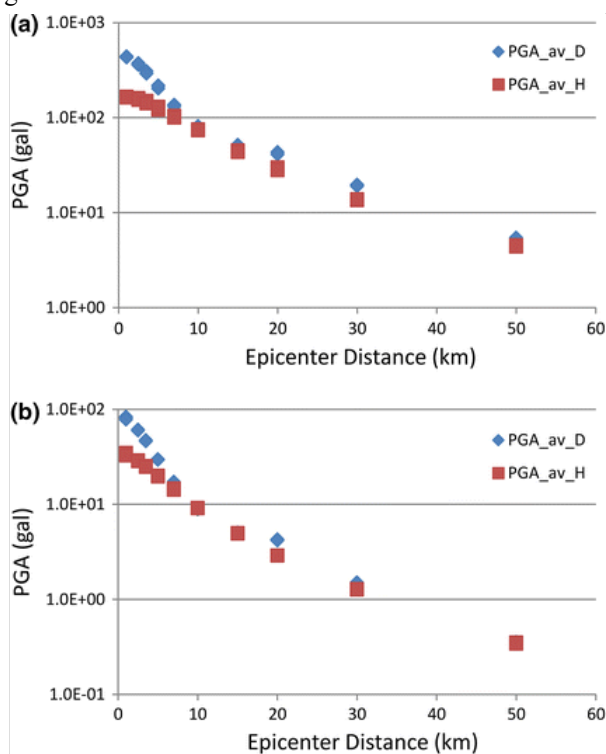 (a)
1.0E+03
1.0E+02
1.0E+01
1.0E+00
PGA (gal)
PGA_av_D
PGA_av_H
0 10 20 30 40 50 60
Epicenter Distance (km)
(b)
1.0E+02
1.0E+01
1.0E+00
1.0E-01
PGA (gal)
PGA_av_D
PGA_av_H
0 10 20 30 40 50 60
Epicenter Distance (km)